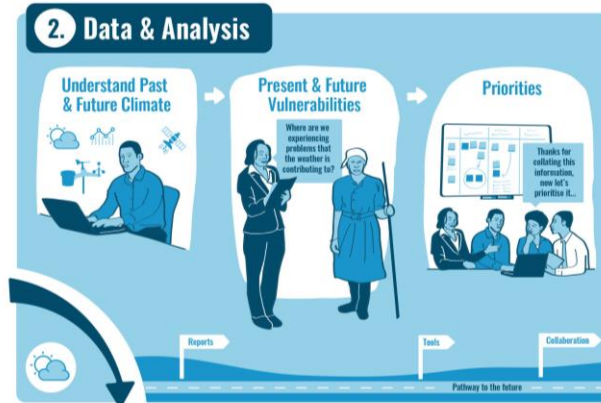 2. Data & Analysis
Understand Past
& Future Climate
Present & Future
Vulnerabilities
Where are we
experiencing
problems that
the weather is
contributing to?
Priorities
Thanks for
collating this
information,
now let's
prioritise it...
Reports
Tools
Collaboration
Pathway to the future